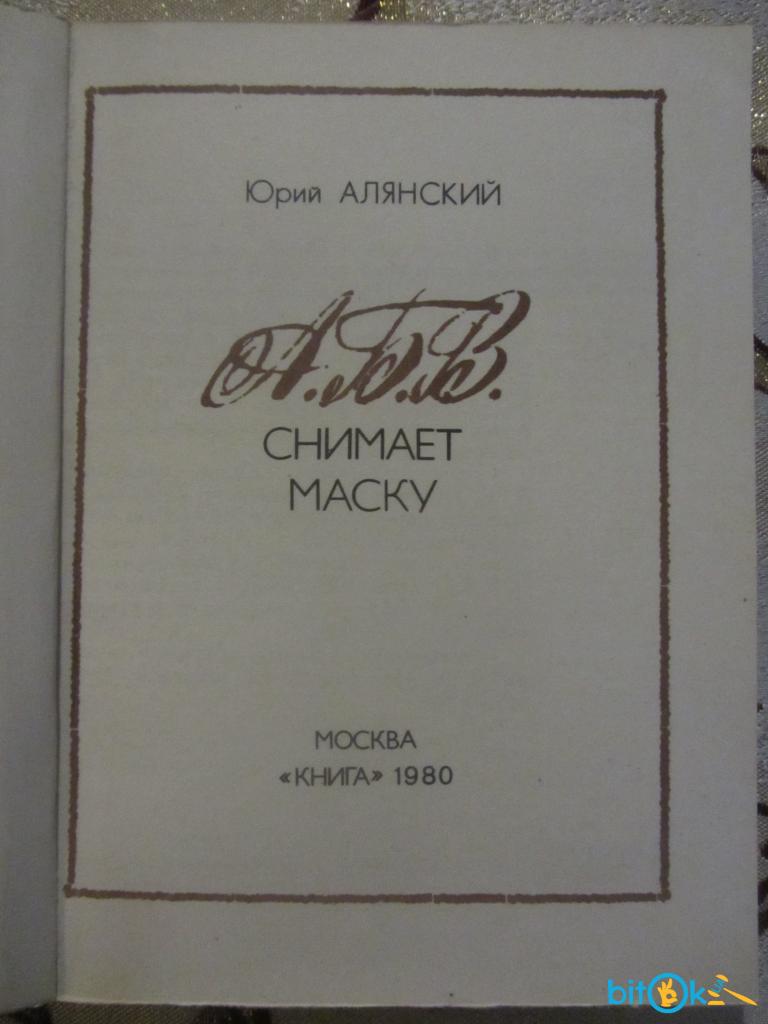 Юрий АЛЯНСКИЙ
А.Б.В.
СНИМАЕТ
МАСКУ
МОСКВА
«КНИГА» 1980
bitOk